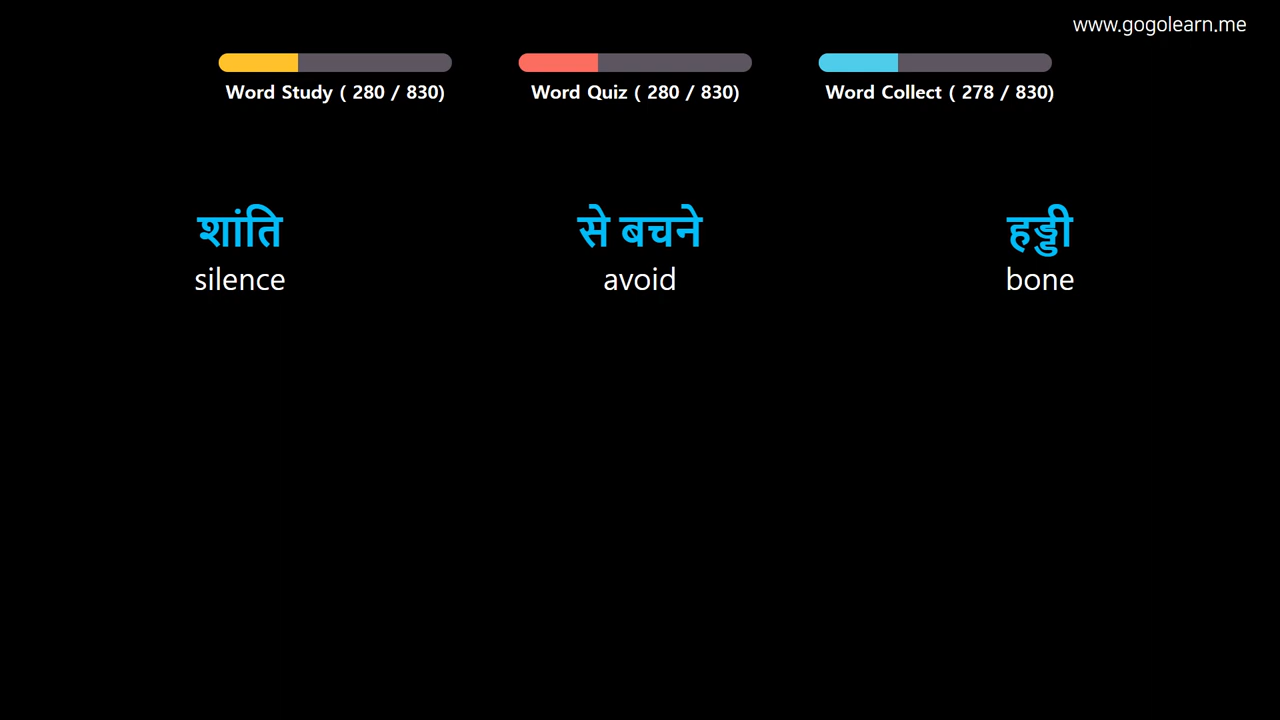 www.gogolearn.me
Word Study ( 280 / 830) Word Quiz ( 280 / 830) Word Collect ( 278 / 830)
शांति से बचने हड्डी
silence avoid bone